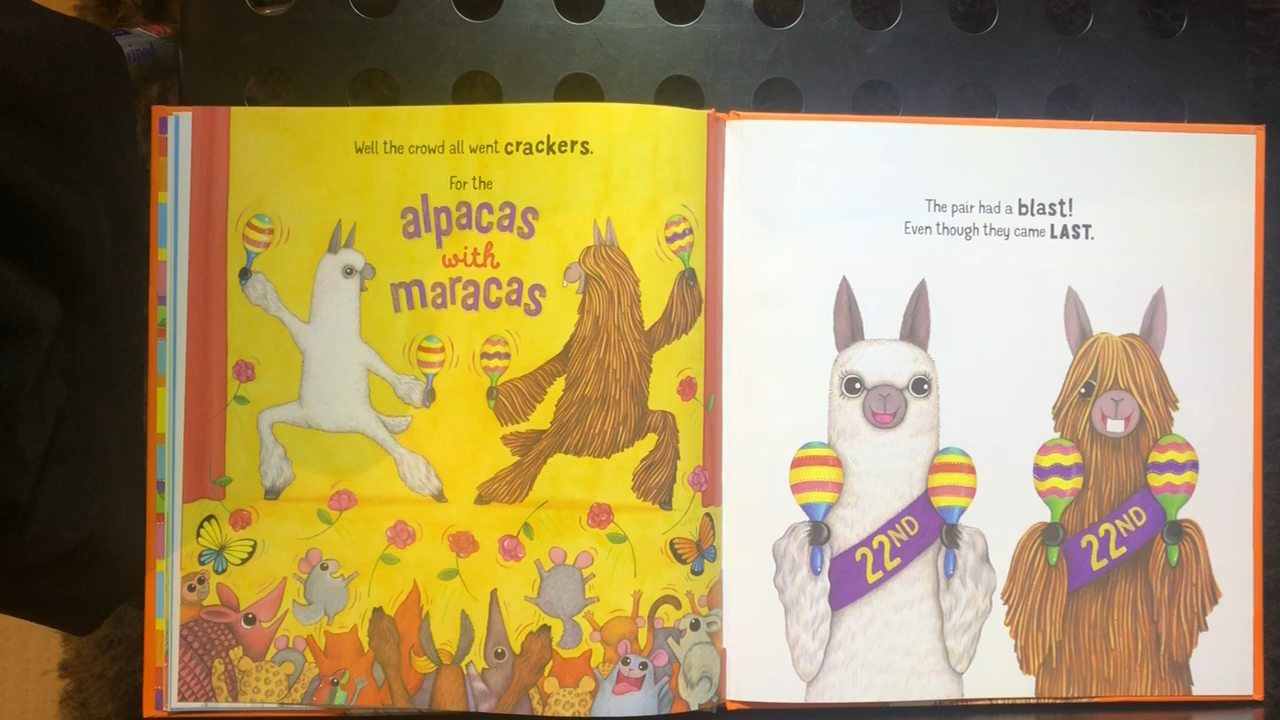 Well the crowd all went crackers.
For the
alpacas
with
maracas
The pair had a blast!
Even though they came LAST.
22ND
22ND